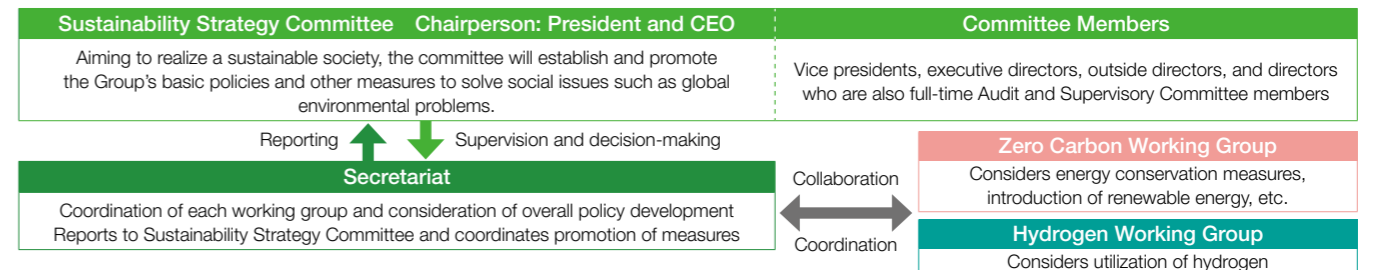 Sustainability Strategy Committee Chairperson: President and CEO
Aiming to realize a sustainable society, the committee will establish and promote
the Group's basic policies and other measures to solve social issues such as global
environmental problems.
Committee Members
Vice presidents, executive directors, outside directors, and directors
who are also full-time Audit and Supervisory Committee members
Reporting
Supervision and decision-making
Secretariat
Coordination of each working group and consideration of overall policy development
Reports to Sustainability Strategy Committee and coordinates promotion of measures
Collaboration
Coordination
Zero Carbon Working Group
Considers energy conservation measures,
introduction of renewable energy, etc.
Hydrogen Working Group
Considers utilization of hydrogen